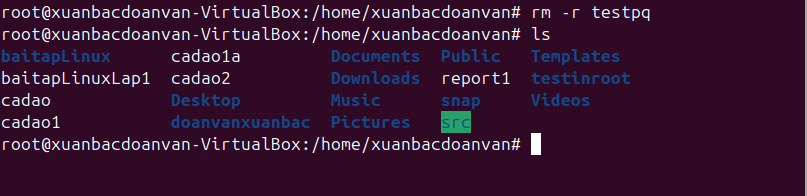 root@xuanbacdoanvan-VirtualBox:/home/xuanbacdoanvan# rm -r testpq
root@xuanbacdoanvan-VirtualBox:/home/xuanbacdoanvan# ls
baitapLinux cadao1a Documents Public Templates
baitapLinuxLap1 cadao2 Downloads report1 testinroot
cadao Desktop Music snap Videos
cadao1 doanvanxuanbac Pictures src
root@xuanbacdoanvan-VirtualBox:/home/xuanbacdoanvan#